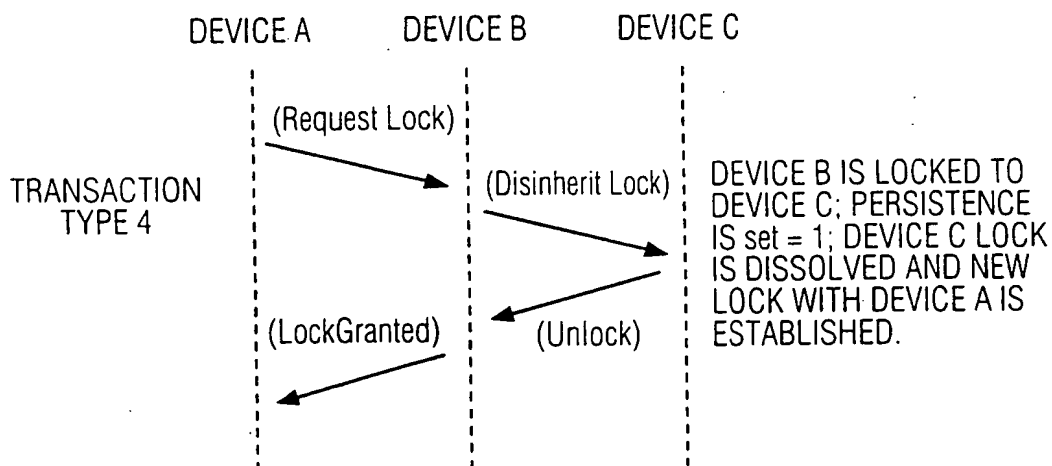 DEVICE A
DEVICE B
DEVICE C
(Request Lock)
TRANSACTION
TYPE 4
(Disinherit Lock)
DEVICE B IS LOCKED TO
DEVICE C; PERSISTENCE
IS set = 1; DEVICE C LOCK
IS DISSOLVED AND NEW
LOCK WITH DEVICE A IS
ESTABLISHED.
(Unlock)
(LockGranted)